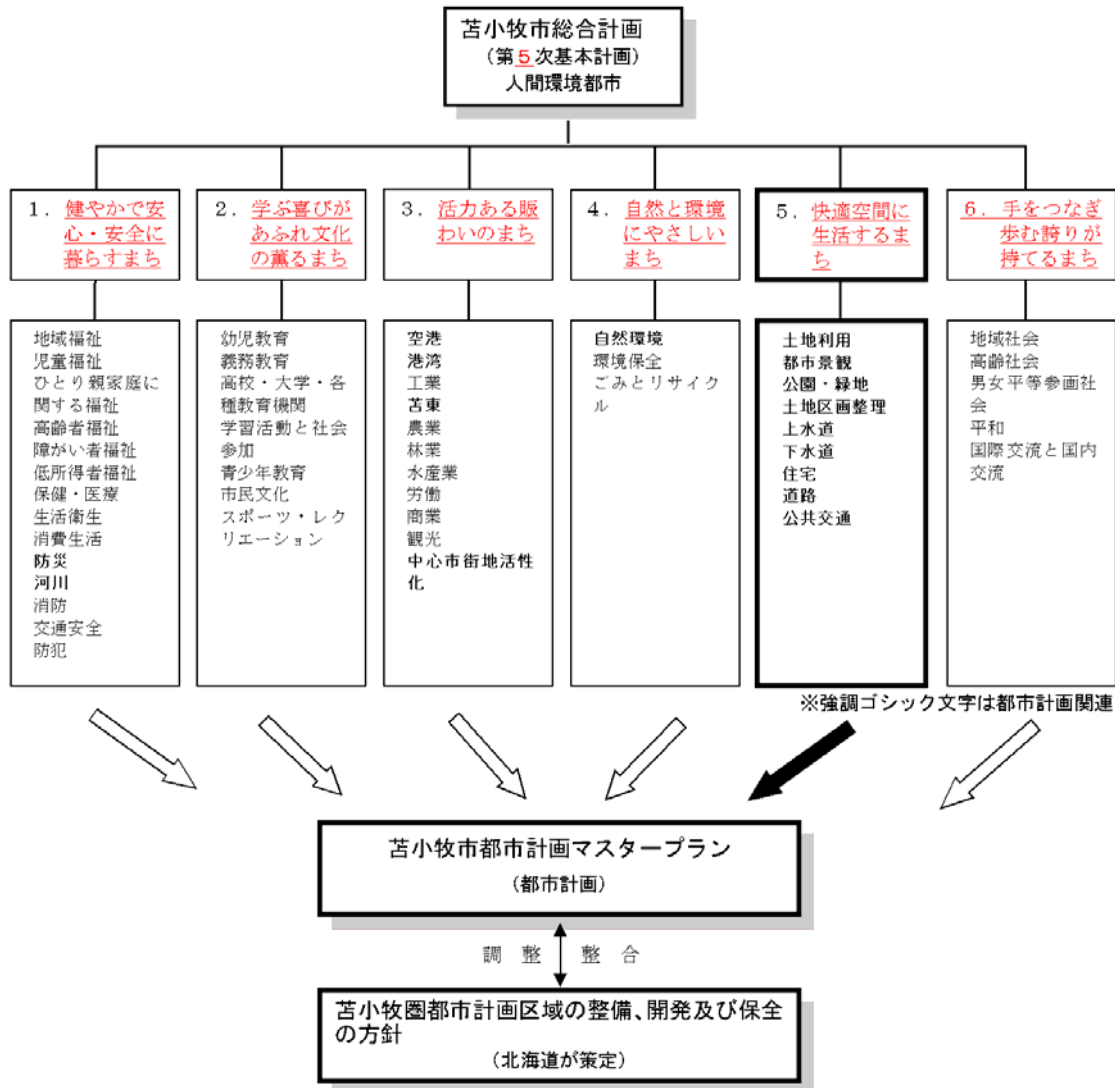 苫小牧市総合計画
(第5次基本計画)
人間環境都市
1. 健やかで安
心・安全に
暮らすまち
2. 学ぶ喜びが
あふれ文化
の薫るまち
3. 活力ある賑
わいのまち
4. 自然と環境
にやさしい
まち
5. 快適空間に
生活するま
ち
6. 手をつなぎ
歩む誇りが
持てるまち
地域福祉
児童福祉
ひとり親家庭に
関する福祉
高齢者福祉
障がい者福祉
低所得者福祉
保健・医療
生活衛生
消費生活
防災
河川
消防
交通安全
防犯
幼児教育
義務教育
高校・大学・各
種教育機関
学習活動と社会
参加
青少年教育
市民文化
スポーツ・レク
リエーション
空港
港湾
工業
苫東
農業
林業
水産業
労働
商業
観光
中心市街地活性
化
自然環境
環境保全
ごみとリサイク
ル
土地利用
都市景観
公園・緑地
土地区画整理
上水道
下水道
住宅
道路
公共交通
地域社会
高齢社会
男女平等参画社
会
平和
国際交流と国内
交流
※強調ゴシック文字は都市計画関連
苫小牧市都市計画マスタープラン
(都市計画)
調 整 整 合
苫小牧圏都市計画区域の整備、開発及び保全
の方針
(北海道が策定)